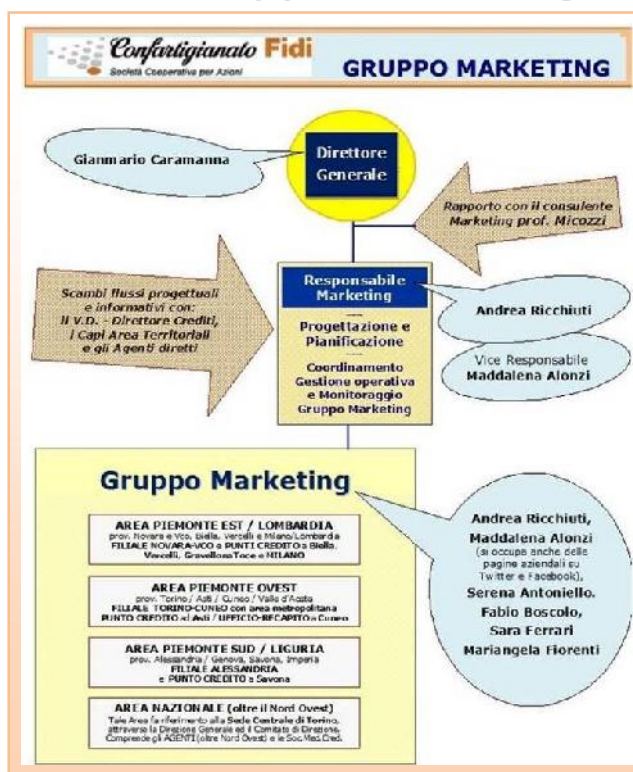 Confartigianato Fidi
Società Cooperativa per Azioni
GRUPPO MARKETING
Gianmario Caramanna
Direttore
Generale
Rapporto con il consulente
Marketing prof. Micozzi
Scambi flussi progettuali
e informativi con:
il V.D. - Direttore Crediti,
i Capi Area Territoriali
e gli Agenti diretti
Responsabile
Marketing
Progettazione e
Pianificazione
Coordinamento
Gestione operativa
e Monitoraggio
Gruppo Marketing
Andrea Ricchiuti
Vice Responsabile
Maddalena Alonzi
Gruppo Marketing
AREA PIEMONTE EST / LOMBARDIA
prov. Novara e Vco, Biella, Vercelli e Milano/Lombardia
FILIALE NOVARA-VCO e PUNTI CREDITO a Biella,
Vercelli, Gravellona Toce e MILANO
AREA PIEMONTE OVEST
prov. Torino / Asti / Cuneo / Valle d'Aosta
FILIALE TORINO-CUNEO con area metropolitana
PUNTO CREDITO ad Asti / UFFICIO-RECAPITO a Cuneo
AREA PIEMONTE SUD / LIGURIA
prov. Alessandria / Genova, Savona, Imperia
FILIALE ALESSANDRIA
e PUNTO CREDITO a Savona
AREA NAZIONALE (oltre il Nord Ovest)
Tale Area fa riferimento alla Sede Centrale di Torino,
attraverso la Direzione Generale ed il Comitato di Direzione.
Comprende gli AGENTI (oltre Nord Ovest) e le Soc.Med.Cred.
Andrea Ricchiuti,
Maddalena Alonzi
(si occupa anche delle
pagine aziendali su
Twitter e Facebook),
Serena Antoniello.
Fabio Boscolo,
Sara Ferrari
Mariangela Fiorenti